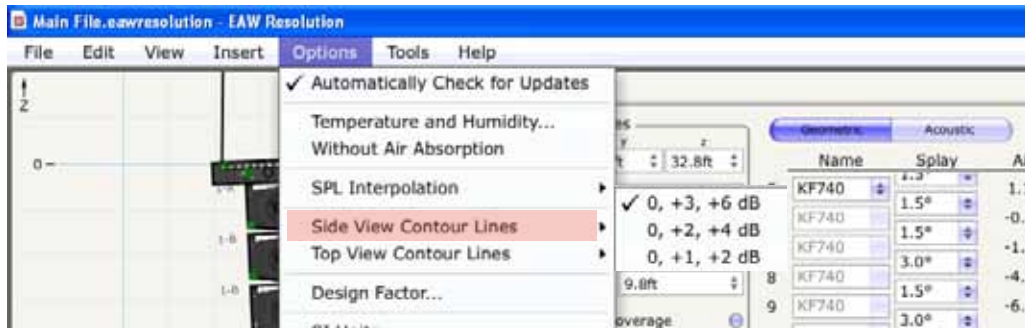 Main File.eawresolution - EAW Resolution
File Edit View Insert Options Tools Help
✓ Automatically Check for Updates
Temperature and Humidity...
Without Air Absorption
SPL Interpolation
Side View Contour Lines
Top View Contour Lines
Design Factor...
✓ 0, +3, +6 dB
0, +2, +4 dB
0, +1, +2 dB
Z
0
y z
32.8ft
9.8ft
overage
Geometric Acoustic
Name Splay
KF740
1.5°
KF740
1.5°
KF740
3.0°
8 KF740
1.5°
9 KF740
3.0°